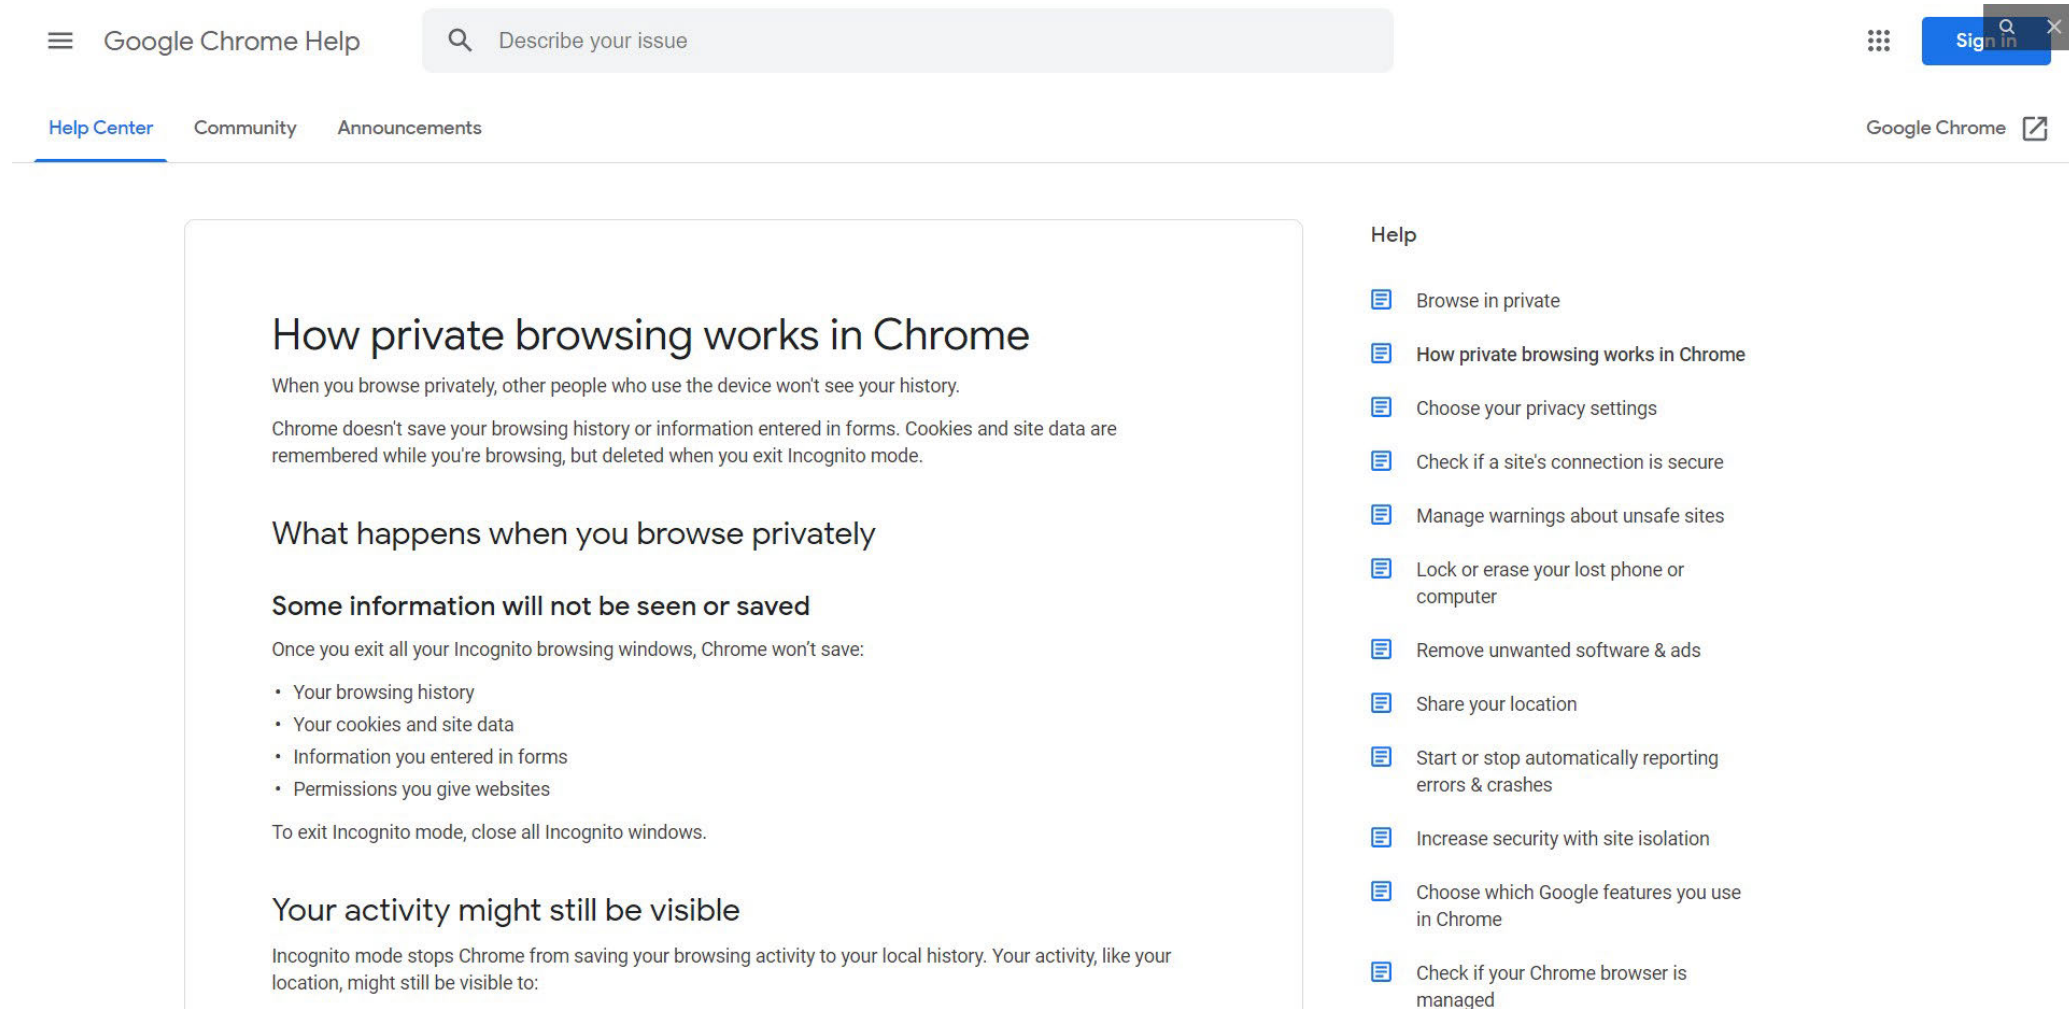 Google Chrome Help
Describe your issue
Sign in
Help Center
Community
Announcements
Google Chrome
How private browsing works in Chrome
When you browse privately, other people who use the device won't see your history.
Chrome doesn't save your browsing history or information entered in forms. Cookies and site data are
remembered while you're browsing, but deleted when you exit Incognito mode.
What happens when you browse privately
Some information will not be seen or saved
Once you exit all your Incognito browsing windows, Chrome won’t save:
• Your browsing history
• Your cookies and site data
• Information you entered in forms
• Permissions you give websites
To exit Incognito mode, close all Incognito windows.
Your activity might still be visible
Incognito mode stops Chrome from saving your browsing activity to your local history. Your activity, like your
location, might still be visible to:
Help
Browse in private
How private browsing works in Chrome
Choose your privacy settings
Check if a site's connection is secure
Manage warnings about unsafe sites
Lock or erase your lost phone or
computer
Remove unwanted software & ads
Share your location
Start or stop automatically reporting
errors & crashes
Increase security with site isolation
Choose which Google features you use
in Chrome
Check if your Chrome browser is
managed